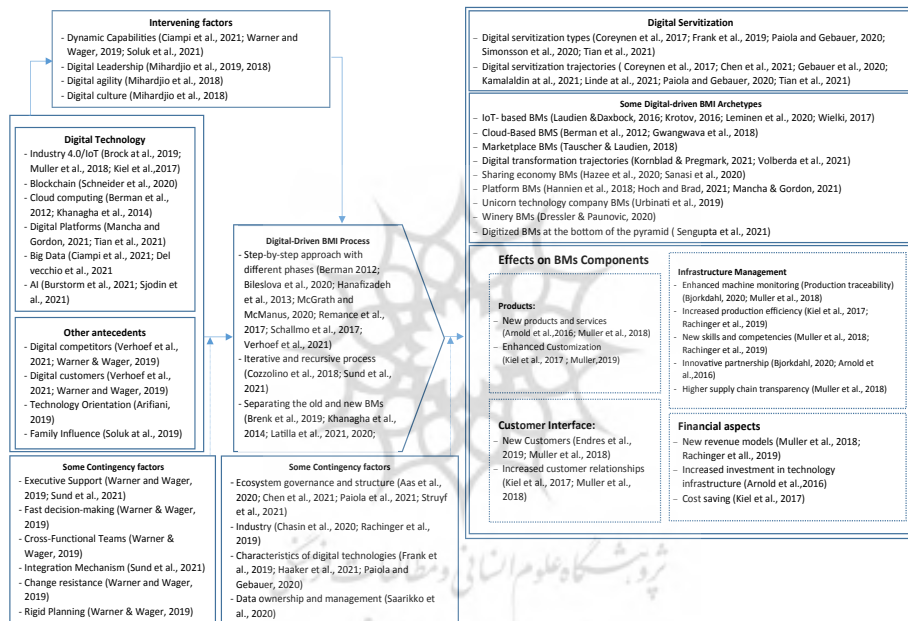 Intervening factors
- Dynamic Capabilities (Ciampi et al., 2021; Warner and
Wager, 2019; Soluk et al., 2021)
- Digital Leadership (Mihardjio et al., 2019, 2018)
- Digital agility (Mihardjio et al., 2018)
- Digital culture (Mihardjio et al., 2018)
Digital Technology
- Industry 4.0/IoT (Brock at al., 2019;
Muller et al., 2018; Kiel et al.,2017)
- Blockchain (Schneider et al., 2020)
- Cloud computing (Berman et al.,
2012; Khanagha et al., 2014)
- Digital Platforms (Mancha and
Gordon, 2021; Tian et al., 2021)
- Big Data (Ciampi et al., 2021; Del
vecchio et al., 2021
- AI (Burstorm et al., 2021; Sjodin et
al., 2021)
Other antecedents
- Digital competitors (Verhoef et al.,
2021; Warner & Wager, 2019)
- Digital customers (Verhoef et al.,
2021; Warner and Wager, 2019)
- Technology Orientation (Arifiani,
2019)
- Family Influence (Soluk at al., 2019)
Some Contingency factors
- Executive Support (Warner and Wager,
2019; Sund et al., 2021)
- Fast decision-making (Warner & Wager,
2019)
- Cross-Functional Teams (Warner &
Wager, 2019)
- Integration Mechanism (Sund et al., 2021)
- Change resistance (Warner and Wager,
2019)
- Rigid Planning (Warner & Wager, 2019)
Digital-Driven BMI Process
- Step-by-step approach with
different phases (Berman 2012;
Bileslova et al., 2020; Hanafizadeh
et al., 2013; McGrath and
McManus, 2020; Remance et al.,
2017; Schallmo et al., 2017;
Verhoef et al., 2021)
- Iterative and recursive process
(Cozzolino et al., 2018; Sund et
al., 2021)
- Separating the old and new BMs
(Brenk et al., 2019; Khanagha et al.,
2014; Latilla et al., 2021, 2020;
Some Contingency factors
- Ecosystem governance and structure (Aas et al.,
2020; Chen et al., 2021; Paiola et al., 2021; Struyf
et al., 2021)
- Industry (Chasin et al., 2020; Rachinger et al.,
2019)
- Characteristics of digital technologies (Frank et
al., 2019; Haaker et al., 2021; Paiola and
Gebauer, 2020)
- Data ownership and management (Saarikko et
al., 2020)
Digital Servitization
– Digital servitization types (Coreynen et al., 2017; Frank et al., 2019; Paiola and Gebauer, 2020;
Simonsson et al., 2020; Tian et al., 2021)
– Digital servitization trajectories ( Coreynen et al., 2017; Chen et al., 2021; Gebauer et al., 2020;
Kamalaldin at al., 2021; Linde at al., 2021; Paiola and Gebauer, 2020; Tian et al., 2021)
Some Digital-driven BMI Archetypes
– IoT- based BMs (Laudien &Daxbock, 2016; Krotov, 2016; Leminen et al., 2020; Wielki, 2017)
– Cloud-Based BMS (Berman et al., 2012; Gwangwava et al., 2018)
– Marketplace BMs (Tauscher & Laudien, 2018)
– Digital transformation trajectories (Kornblad & Pregmark, 2021; Volberda et al., 2021)
– Sharing economy BMs (Hazee et al., 2020; Sanasi et al., 2020)
– Platform BMs (Hannien et al., 2018; Hoch and Brad, 2021; Mancha & Gordon, 2021)
– Unicorn technology company BMs (Urbinati et al., 2019)
– Winery BMs (Dressler & Paunovic, 2020)
– Digitized BMs at the bottom of the pyramid ( Sengupta et al., 2021)
Effects on BMs Components
Products:
– New products and services
(Arnold et al.,2016; Muller et al., 2018)
– Enhanced Customization
(Kiel et al., 2017 ; Muller,2019)
Infrastructure Management
– Enhanced machine monitoring (Production traceability)
(Bjorkdahl, 2020; Muller et al., 2018)
– Increased production efficiency (Kiel et al., 2017;
Rachinger et al., 2019)
– New skills and competencies (Muller et al., 2018;
Rachinger et al., 2019)
– Innovative partnership (Bjorkdahl, 2020; Arnold et
al.,2016)
– Higher supply chain transparency (Muller et al., 2018)
Customer Interface:
– New Customers (Endres et al.,
2019; Muller et al., 2018)
– Increased customer relationships
(Kiel et al., 2017; Muller et al.,
2018)
Financial aspects
– New revenue models (Muller et al., 2018;
Rachinger et all., 2019)
– Increased investment in technology
infrastructure (Arnold et al.,2016)
– Cost saving (Kiel et al., 2017)
پژوهشگاه علوم انسانی و مطالعات فرهنگی